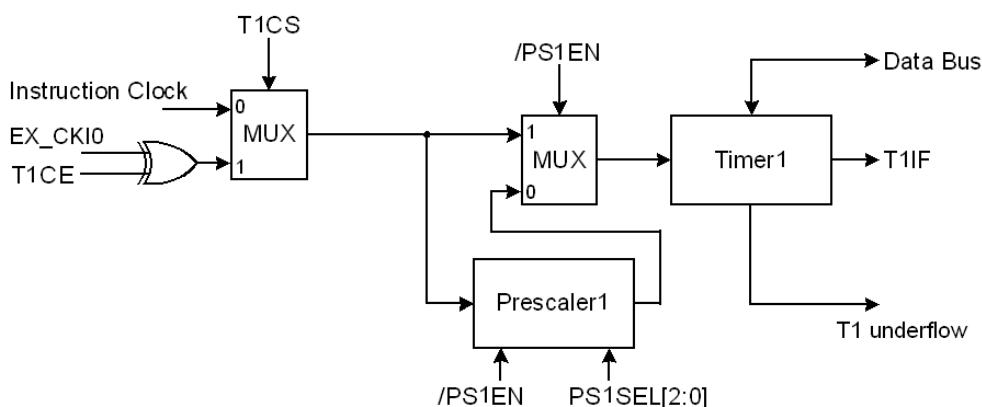 T1CS
/PS1EN
Data Bus
Instruction Clock
0
MUX
EX_CKI0
1
T1CE
1
MUX
0
Timer1
T1IF
Prescaler1
T1 underflow
/PS1EN
PS1SEL[2:0]